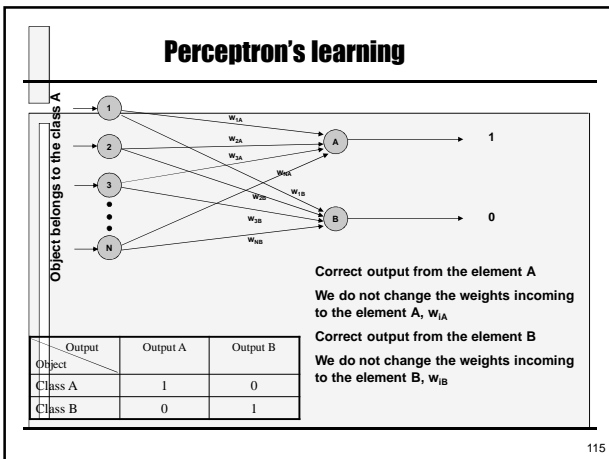 Perceptron's learning
Object belongs to the class A
1
2
3
N
w1A
w2A
w3A
wNA
w1B
w2B
w3B
wNB
A
B
1
0
Correct output from the element A
We do not change the weights incoming
to the element A, wiA
Correct output from the element B
We do not change the weights incoming
to the element B, wiB
Output Output A Output B
Object
Class A 1 0
Class B 0 1
115